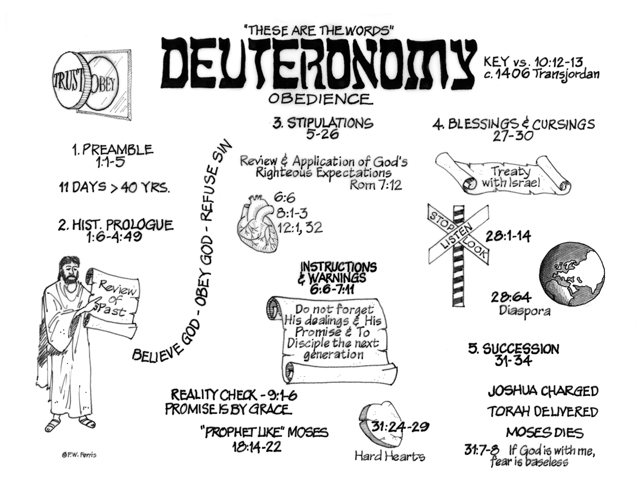 "THESE ARE THE WORDS"
DEUTERONOMY
OBEDIENCE
KEY vs. 10:12-13
c. 1406 Transjordan
TRUST
OBEY
1. PREAMBLE
1:1-5
11 DAYS > 40 YRS.
2. HIST. PROLOGUE
1:6-4:49
Review
of
Past
BELIEVE GOD - OBEY GOD - REFUSE SIN
3. STIPULATIONS
5-26
Review & Application of God's
Righteous Expectations
Rom 7:12
6:6
8:1-3
12:1, 32
INSTRUCTIONS
& WARNINGS
6:6-7:11
Do not forget
His dealings & His
Promise & To
Disciple the next
generation
REALITY CHECK - 9:1-6
PROMISE IS BY GRACE
"PROPHET LIKE" MOSES
18:14-22
31:24-29
Hard Hearts
4. BLESSINGS & CURSINGS
27-30
Treaty
with Israel
STOP
LOOK
LISTEN
28:1-14
28:64
Diaspora
5. SUCCESSION
31-34
JOSHUA CHARGED
TORAH DELIVERED
MOSES DIES
31:7-8 If God is with me,
fear is baseless
©P.W. Ferris